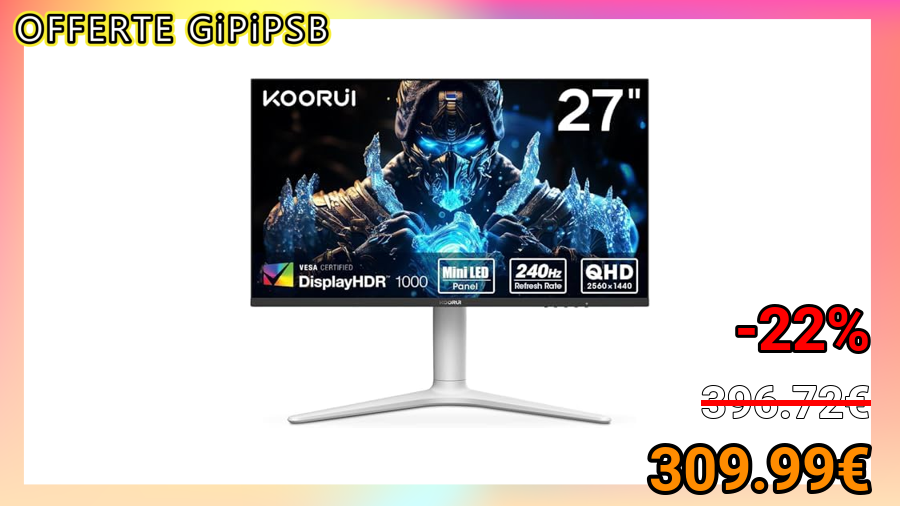 OFFERTE GiPiPSB
KOORUI
27"
VESA CERTIFIED
DisplayHDR™ 1000
Mini LED
Panel
240Hz
Refresh Rate
QHD
2560×1440
KOORUI
-22%
396.72€
309.99€